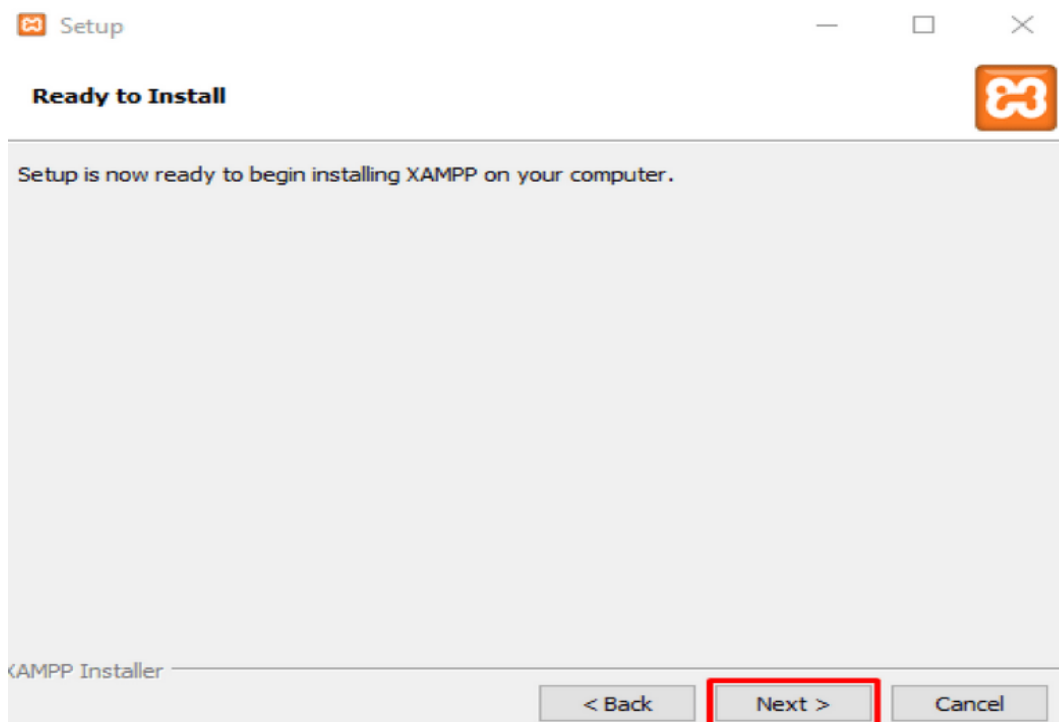 Setup
Ready to Install
Setup is now ready to begin installing XAMPP on your computer.
XAMPP Installer
< Back Next > Cancel